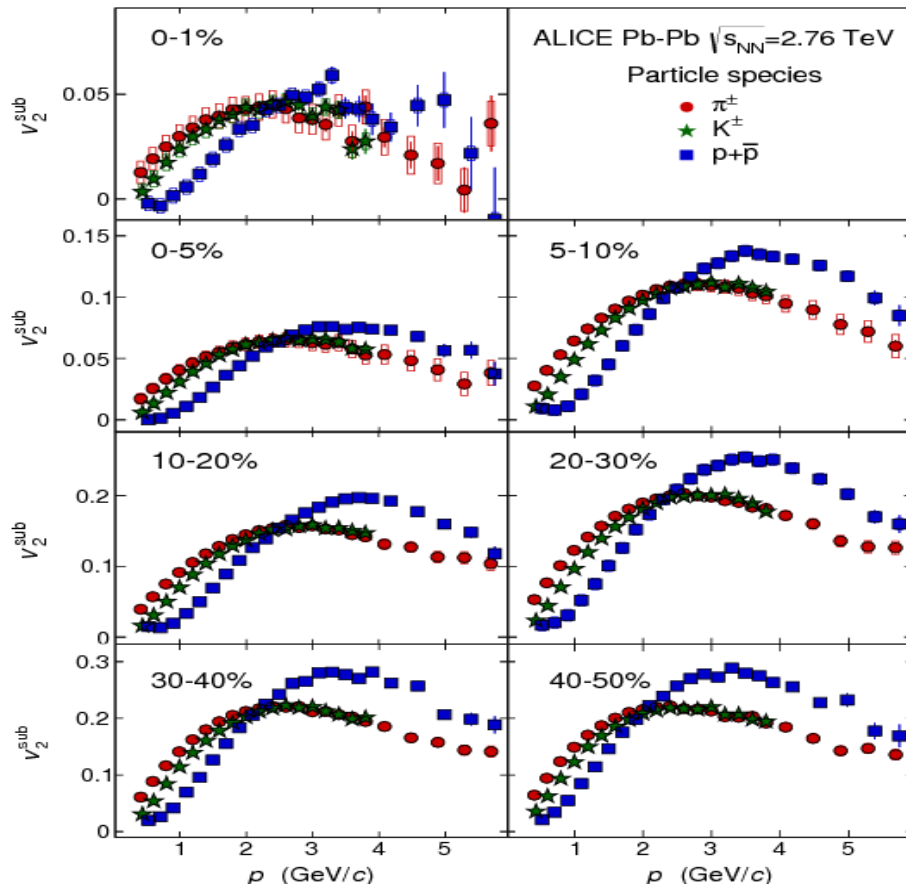 0-1%
ALICE Pb-Pb √sNN=2.76 TeV
Particle species
π±
K±
p+p̅
v2sub
0.05
0
0-5%
5-10%
v2sub
0.15
0.1
0.05
0
10-20%
20-30%
v2sub
0.2
0.1
0
30-40%
40-50%
v2sub
0.3
0.2
0.1
0
1 2 3 4 5
1 2 3 4 5
p (GeV/c)
p (GeV/c)